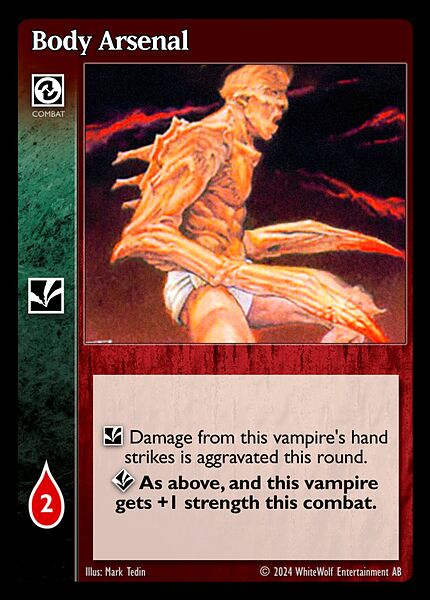 Body Arsenal
COMBAT
Damage from this vampire's hand
strikes is aggravated this round.
As above, and this vampire
gets +1 strength this combat.
2
Illus: Mark Tedin
© 2024 WhiteWolf Entertainment AB